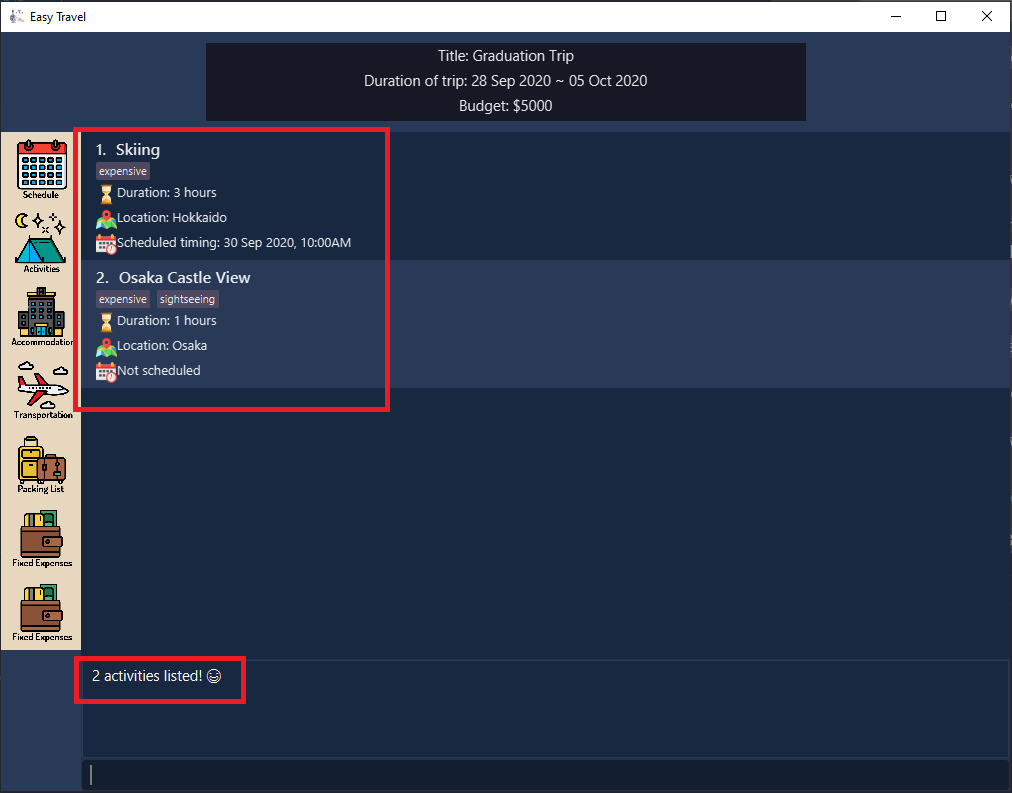 Easy Travel
Title: Graduation Trip
Duration of trip: 28 Sep 2020 ~ 05 Oct 2020
Budget: $5000
Schedule
Activities
Accommodation
Transportation
Packing List
Fixed Expenses
Fixed Expenses
1. Skiing
expensive
Duration: 3 hours
Location: Hokkaido
Scheduled timing: 30 Sep 2020, 10:00AM
2. Osaka Castle View
expensive sightseeing
Duration: 1 hours
Location: Osaka
Not scheduled
2 activities listed! 😄